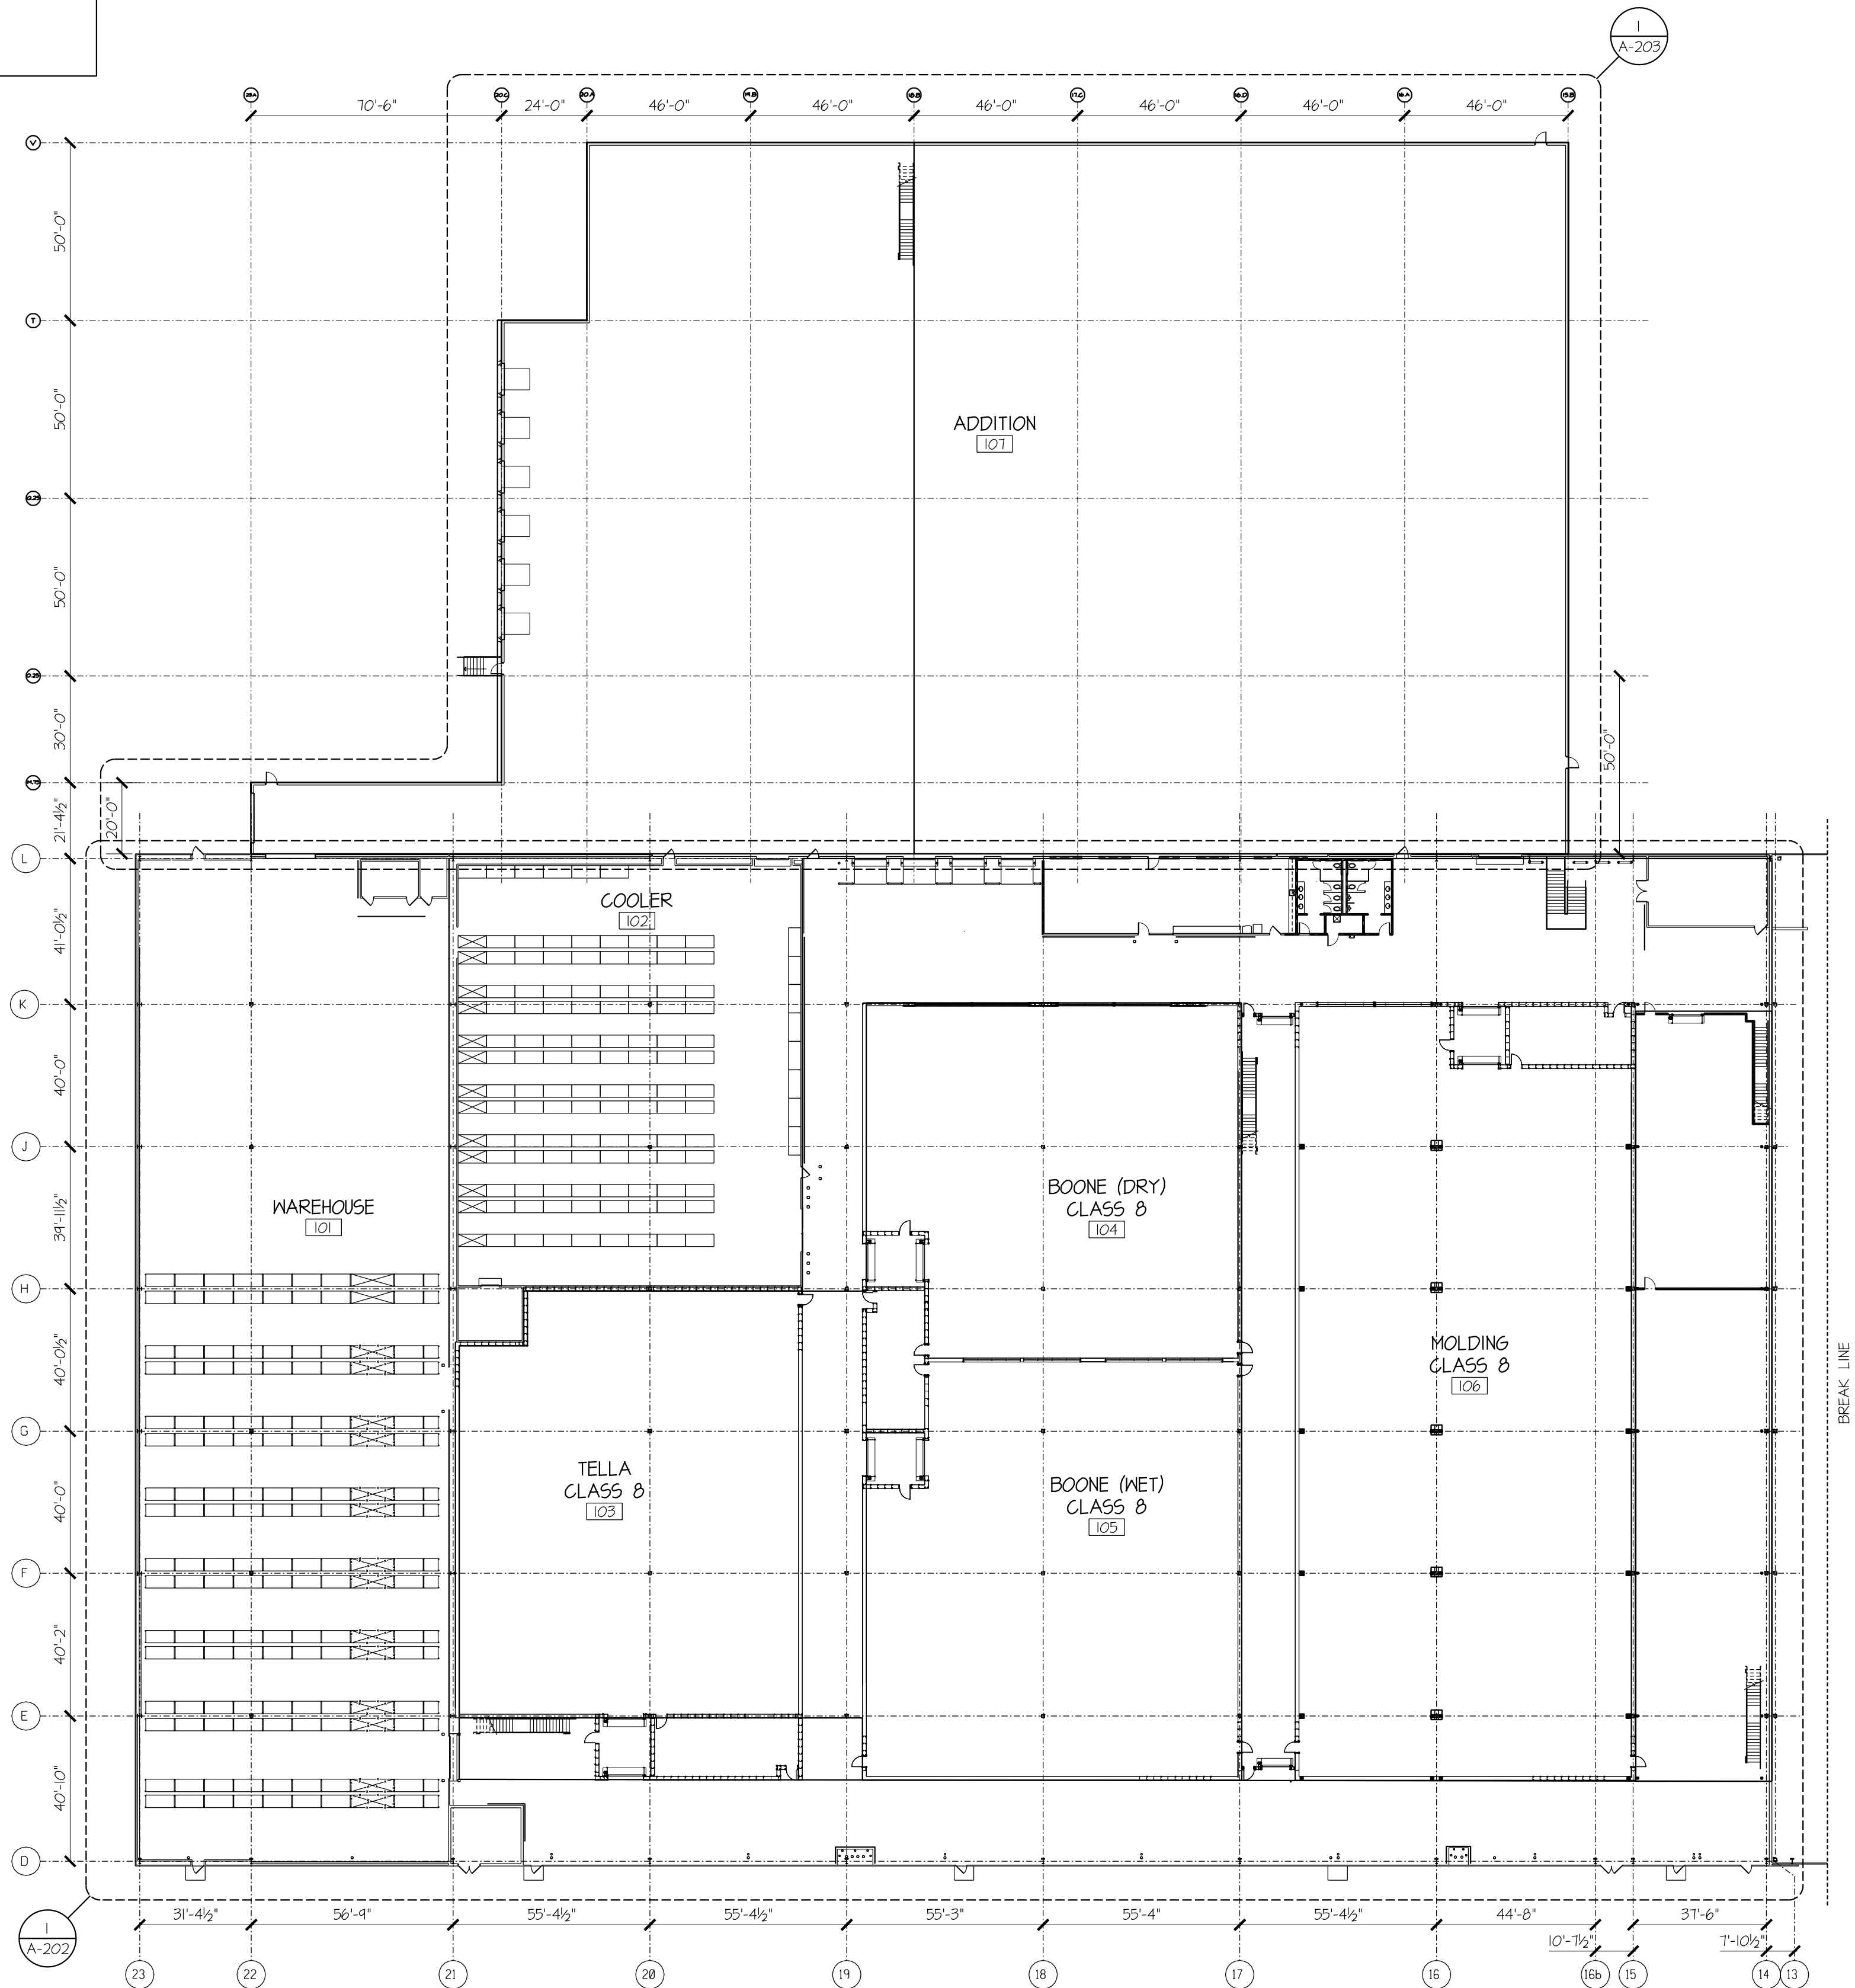 1
A-203
70'-6"
24'-0"
46'-0"
46'-0"
46'-0"
46'-0"
46'-0"
46'-0"
V
50'-0"
T
50'-0"
ADDITION
107
50'-0"
30'-0"
50'-0"
21'-4½"
20'-0"
L
COOLER
102
41'-0½"
K
40'-0"
J
39'-11½"
WAREHOUSE
101
BOONE (DRY)
CLASS 8
104
H
40'-0½"
MOLDING
CLASS 8
106
BREAK LINE
G
40'-0"
TELLA
CLASS 8
103
BOONE (WET)
CLASS 8
105
F
40'-2"
E
40'-10"
D
1
A-202
31'-4½"
56'-9"
55'-4½"
55'-4½"
55'-3"
55'-4"
55'-4½"
44'-8"
37'-6"
10'-7½"
7'-10½"
23
22
21
20
19
18
17
16
16b
15
14
13